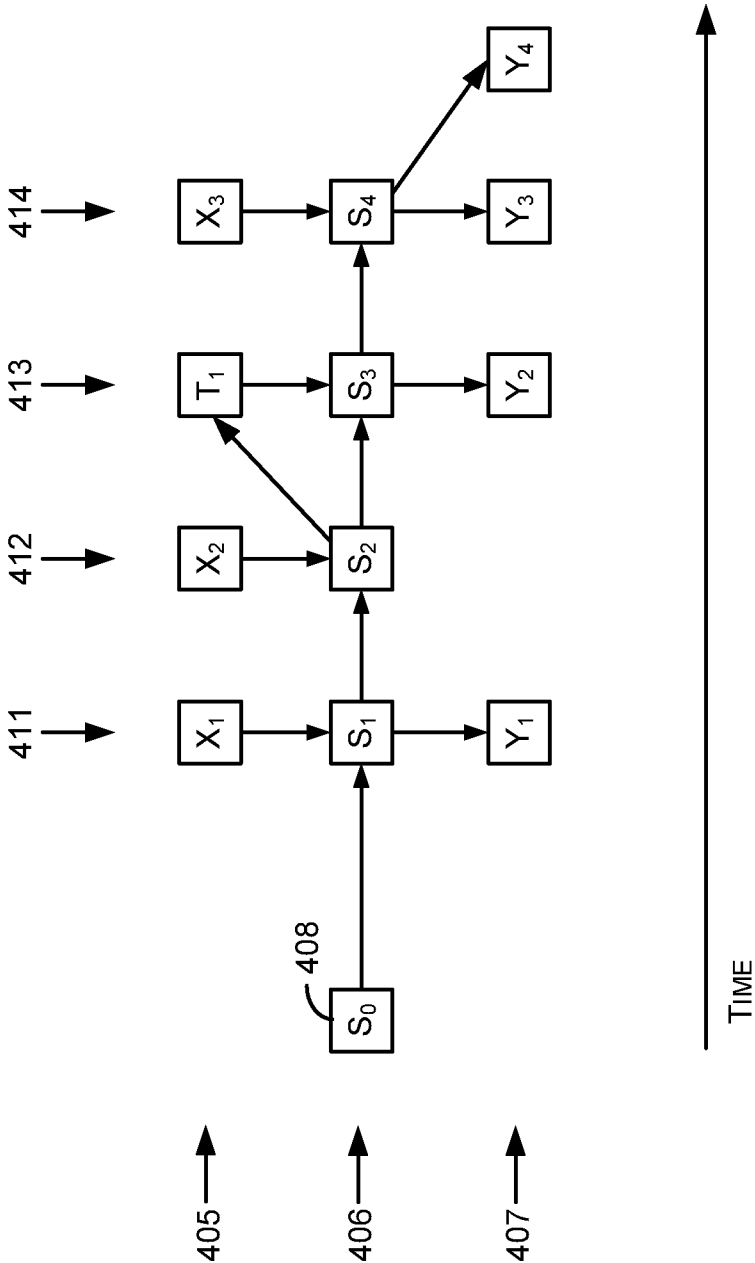 411 412 413 414
405 X₁ X₂ T₁ X₃
408
406 S₀ S₁ S₂ S₃ S₄
407 Y₁ Y₂ Y₃ Y₄
TIME